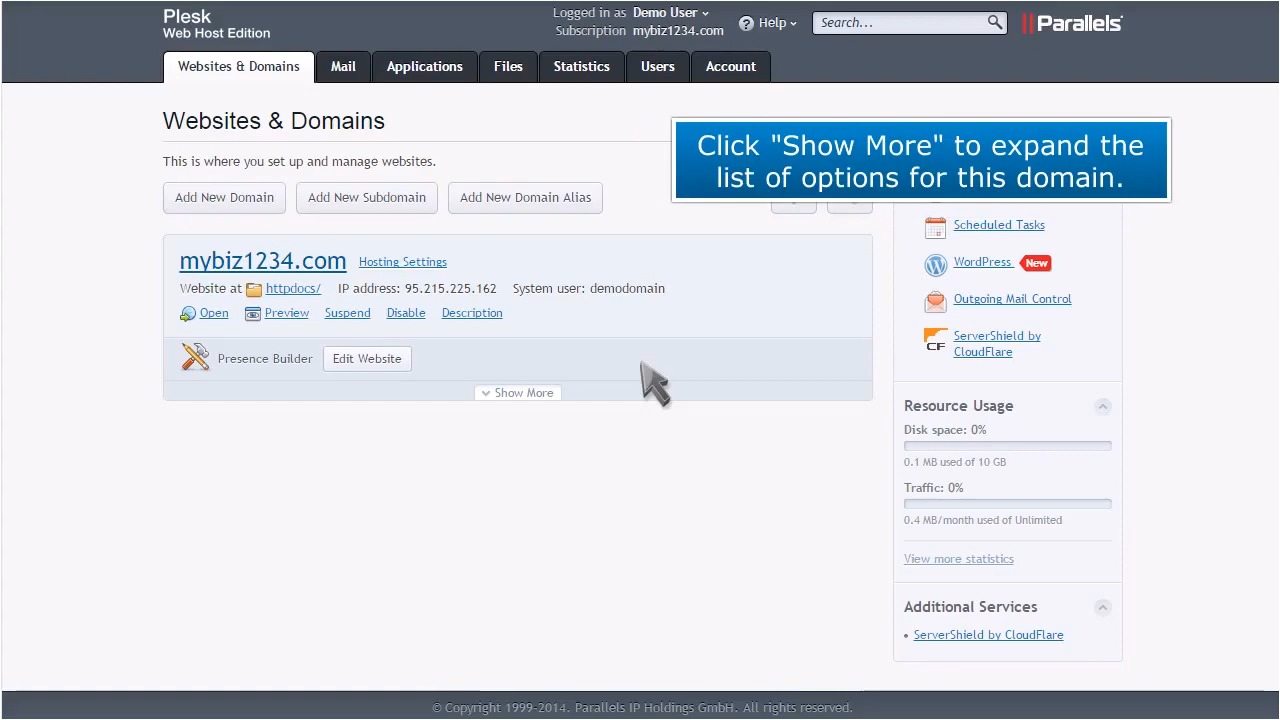 Plesk
Web Host Edition
Logged in as Demo User
Subscription mybiz1234.com
Help
Search...
Parallels
Websites & Domains
Mail
Applications
Files
Statistics
Users
Account
Websites & Domains
This is where you set up and manage websites.
Click "Show More" to expand the
list of options for this domain.
Add New Domain
Add New Subdomain
Add New Domain Alias
Scheduled Tasks
WordPress New
Outgoing Mail Control
CF
ServerShield by
CloudFlare
mybiz1234.com Hosting Settings
Website at httpdocs/ IP address: 95.215.225.162 System user: demodomain
Open Preview Suspend Disable Description
Presence Builder Edit Website
Show More
Resource Usage
Disk space: 0%
0.1 MB used of 10 GB
Traffic: 0%
0.4 MB/month used of Unlimited
View more statistics
Additional Services
• ServerShield by CloudFlare
© Copyright 1999-2014. Parallels IP Holdings GmbH. All rights reserved.